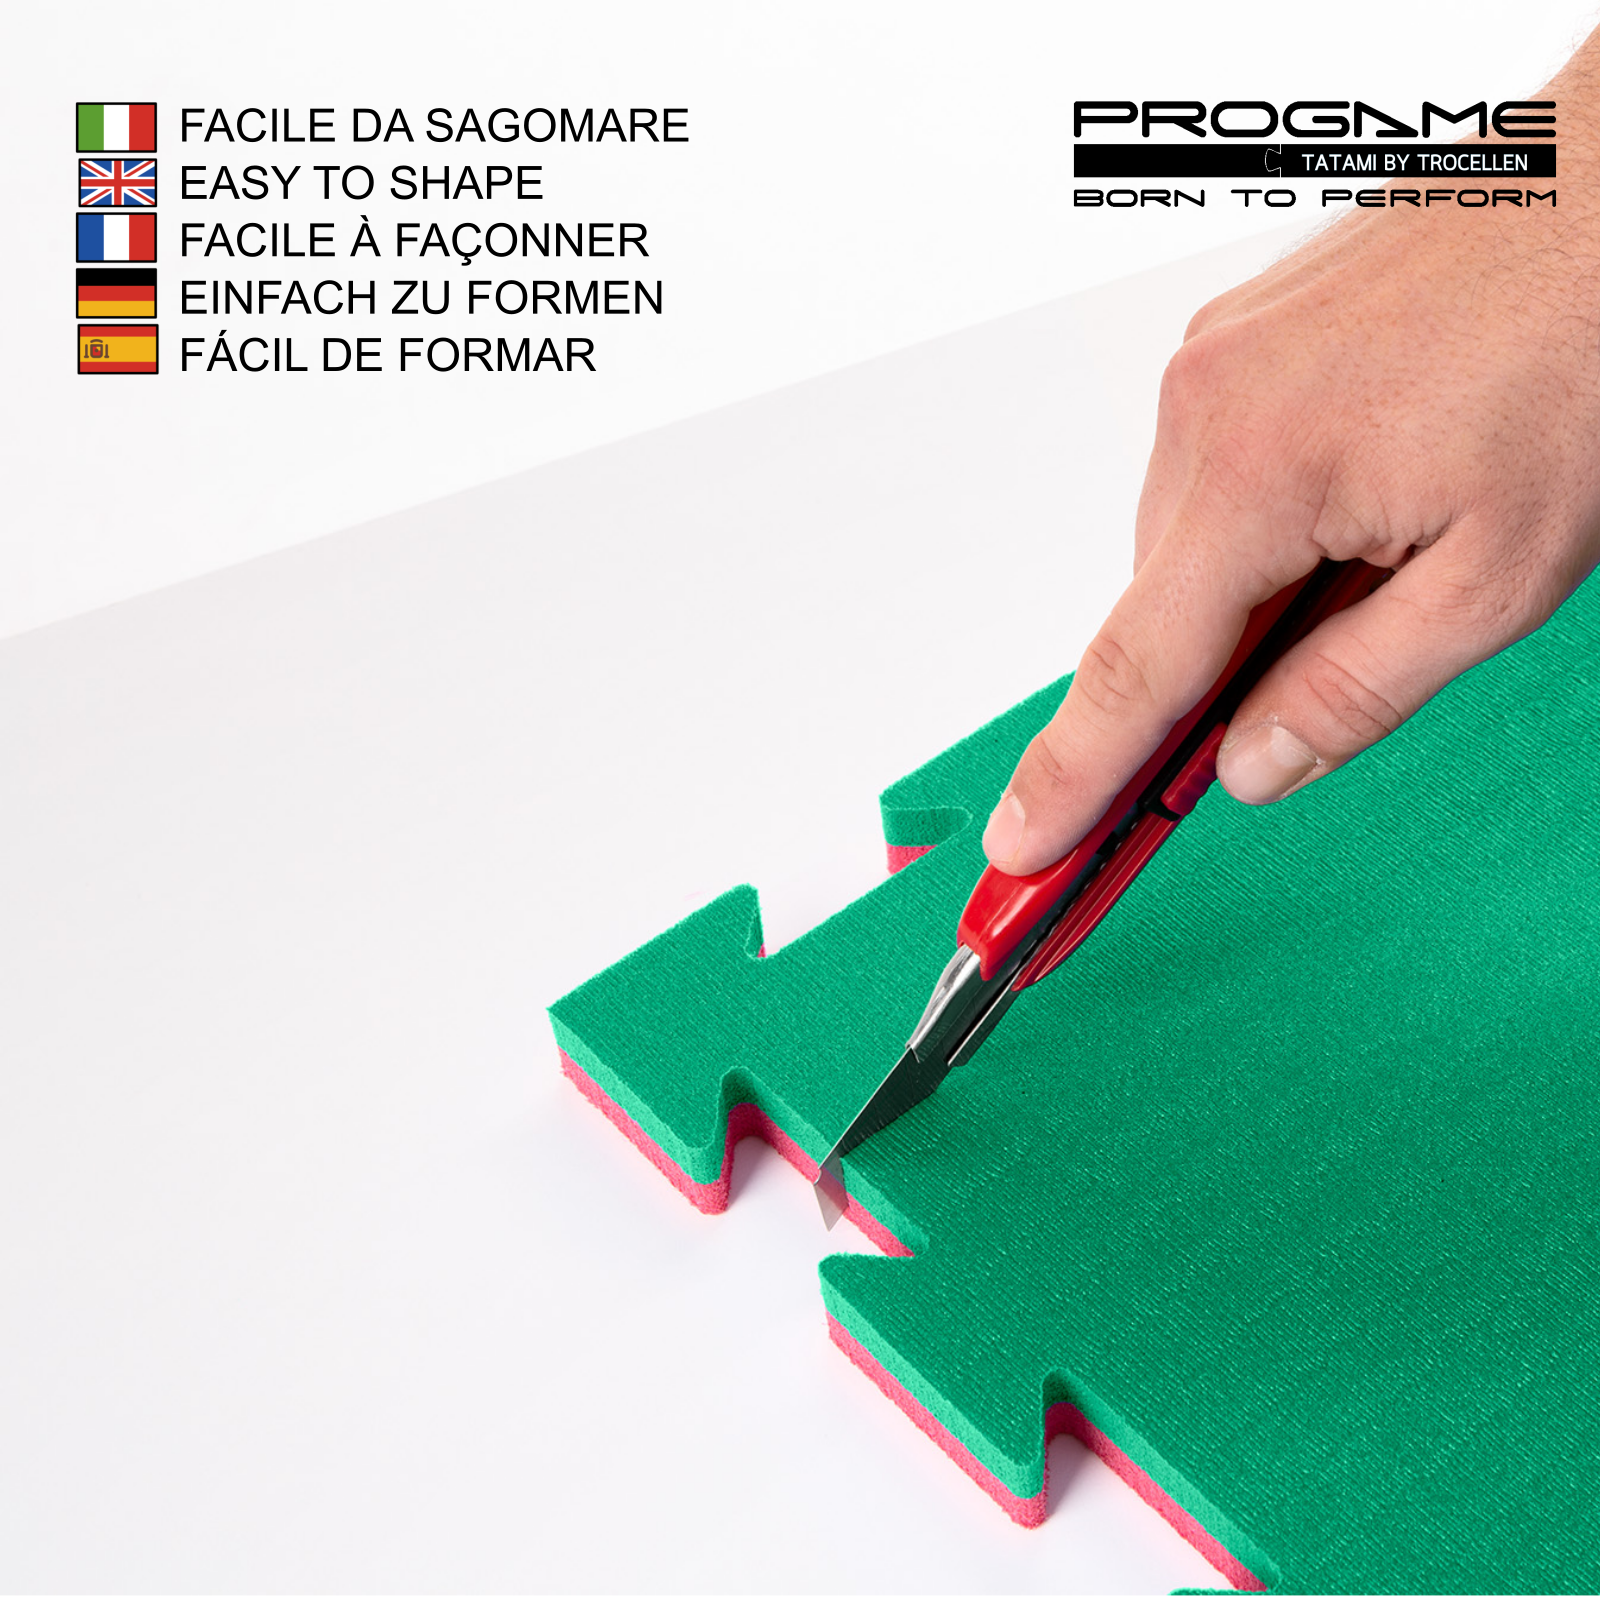 FACILE DA SAGOMARE
EASY TO SHAPE
FACILE À FAÇONNER
EINFACH ZU FORMEN
FÁCIL DE FORMAR
PROGAME
TATAMI BY TROCELLEN
BORN TO PERFORM